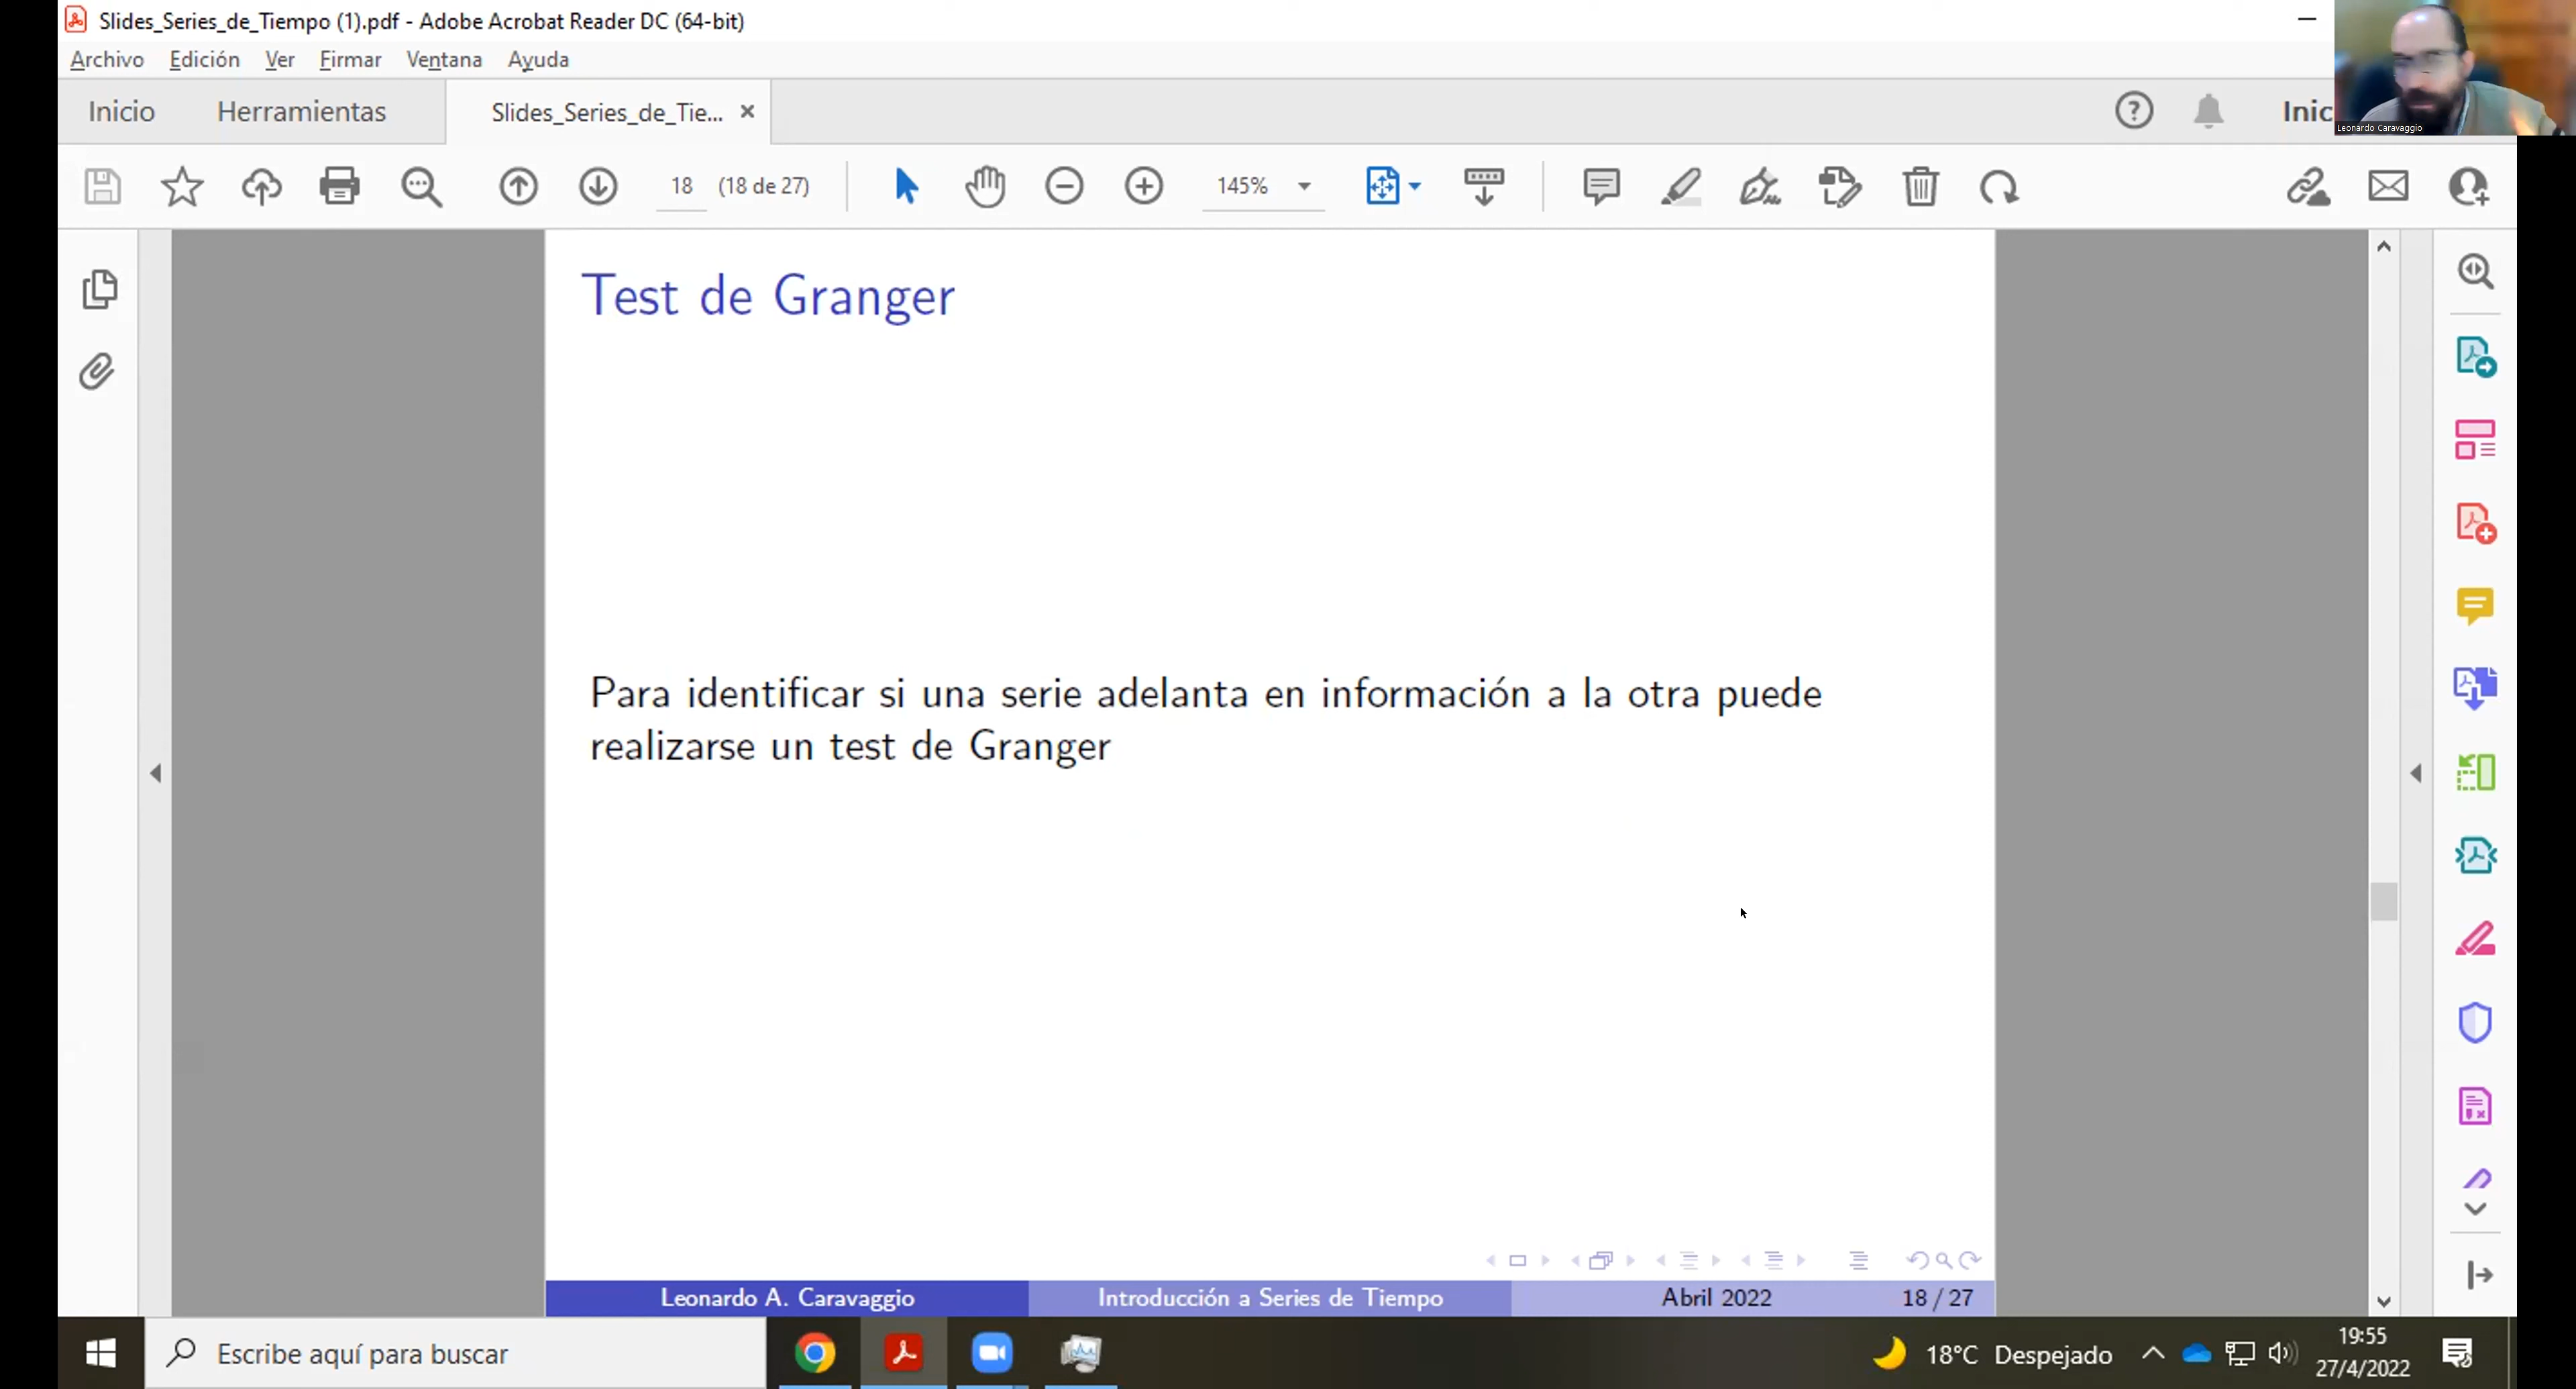 Slides_Series_de_Tiempo (1).pdf - Adobe Acrobat Reader DC (64-bit)
Archivo Edición Ver Firmar Ventana Ayuda
Inicio Herramientas Slides_Series_de_Tie... Inic
Leonardo Caravaggio
18 (18 de 27) 145%
Test de Granger
Para identificar si una serie adelanta en información a la otra puede
realizarse un test de Granger
Leonardo A. Caravaggio Introducción a Series de Tiempo Abril 2022 18 / 27
Escribe aquí para buscar
18°C Despejado
19:55
27/4/2022